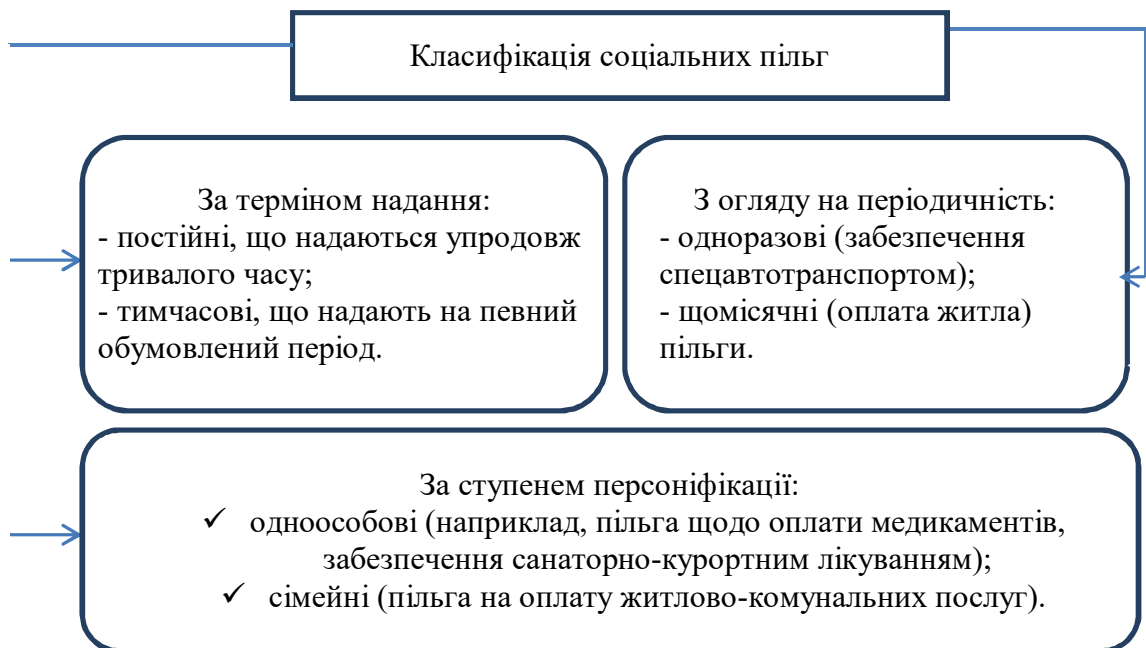 Класифікація соціальних пільг
За терміном надання:
- постійні, що надаються упродовж
тривалого часу;
- тимчасові, що надають на певний
обумовлений період.
З огляду на періодичність:
- одноразові (забезпечення
спецавтотранспортом);
- щомісячні (оплата житла)
пільги.
За ступенем персоніфікації:
✓ одноособові (наприклад, пільга щодо оплати медикаментів,
забезпечення санаторно-курортним лікуванням);
✓ сімейні (пільга на оплату житлово-комунальних послуг).